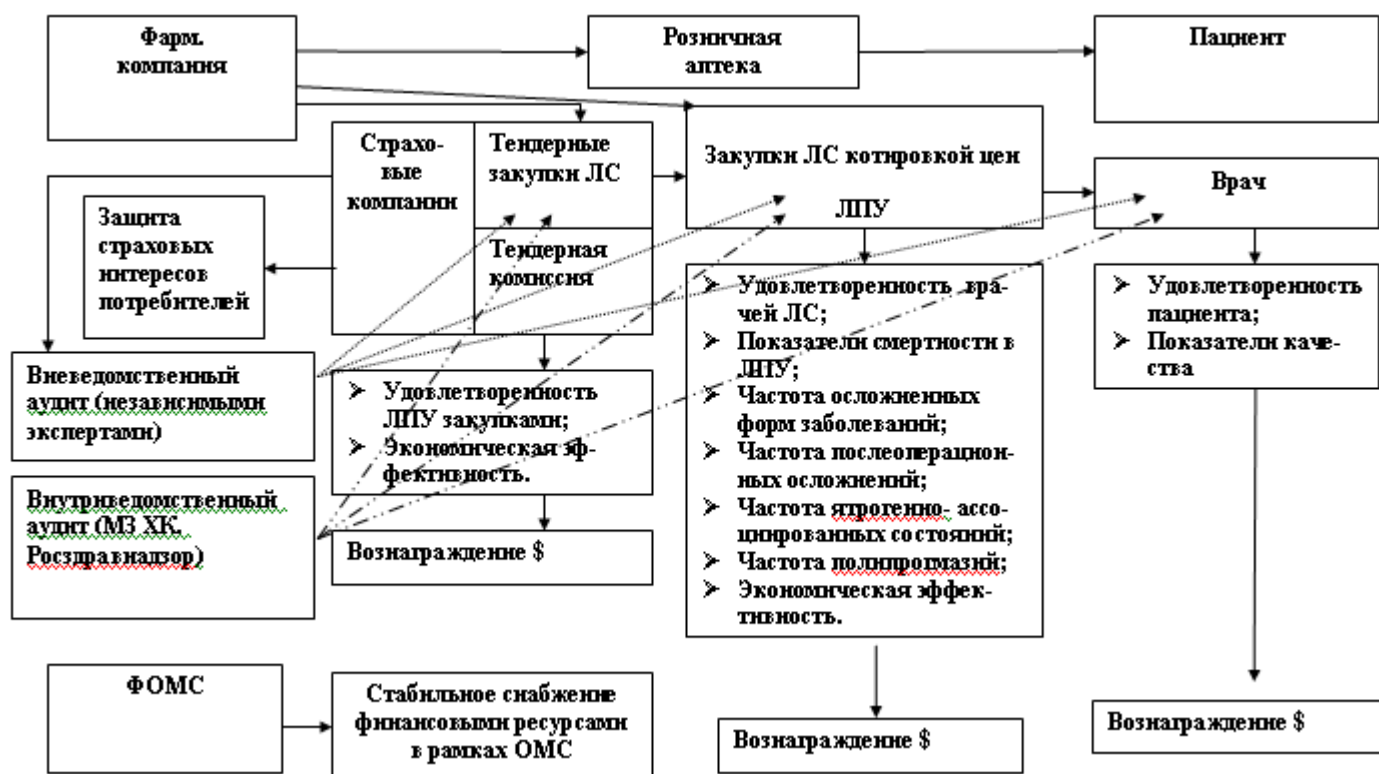 Фарм.
компания
Розничная
аптека
Пациент
Страхо-
вые
компании
Тендерные
закупки ЛС
Тендерная
комиссия
Закупки ЛС котировкой цен
ЛПУ
Врач
Защита
страховых
интересов
потребителей
Вневедомственный
аудит (независимыми
экспертами)
Внутриведомственный
аудит (МЗ ХК,
Росздравнадзор)
➤ Удовлетворенность
ЛПУ закупками;
➤ Экономическая эф-
фективность.
Вознаграждение $
➤ Удовлетворенность вра-
чей ЛС;
➤ Показатели смертности в
ЛПУ;
➤ Частота осложненных
форм заболеваний;
➤ Частота послеоперацион-
ных осложнений;
➤ Частота ятрогенно- ассо-
циированных состояний;
➤ Частота полипрогмазий;
➤ Экономическая эффек-
тивность.
Вознаграждение $
➤ Удовлетворенность
пациента;
➤ Показатели каче-
ства
Вознаграждение $
ФОМС
Стабильное снабжение
финансовыми ресурсами
в рамках ОМС